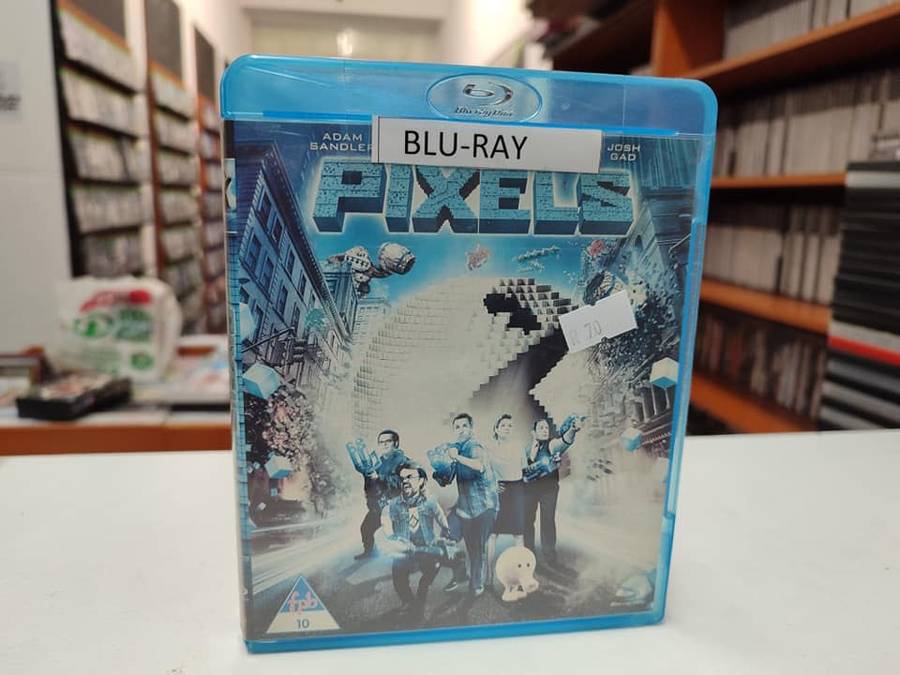 Blu-ray Disc
ADAM
SANDLER
BLU-RAY
JOSH
GAD
PIXELS
R 70
fpb
10